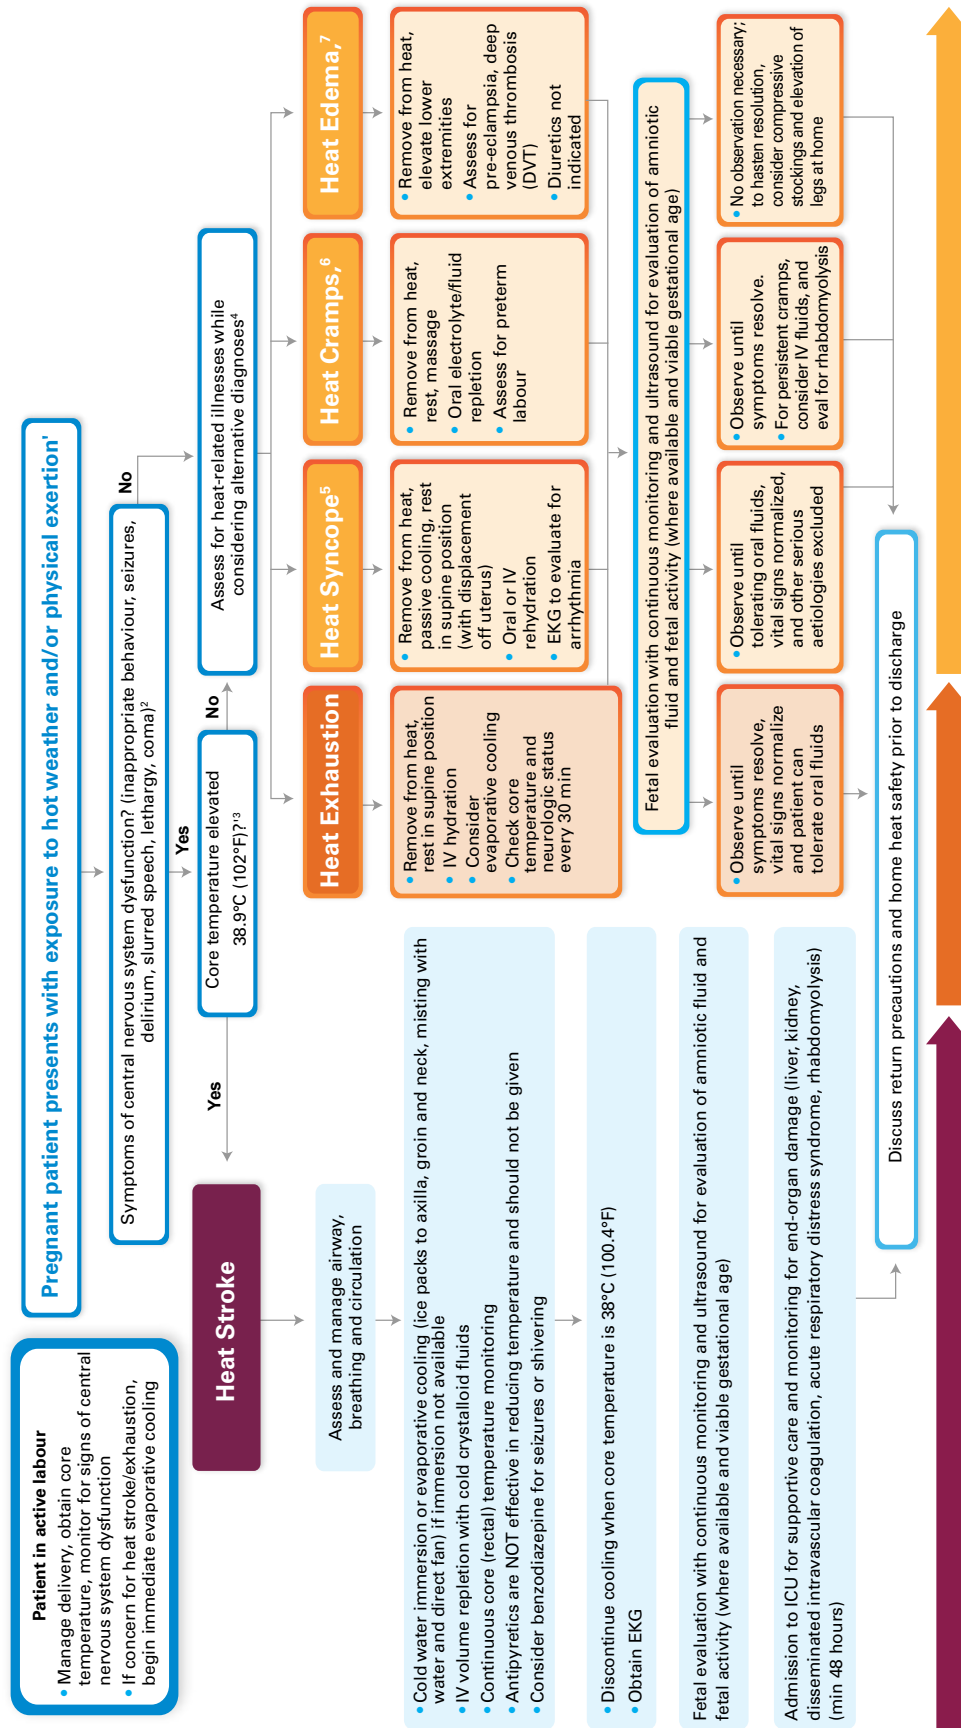 Patient in active labour
• Manage delivery, obtain core
temperature, monitor for signs of central
nervous system dysfunction
• If concern for heat stroke/exhaustion,
begin immediate evaporative cooling
Pregnant patient presents with exposure to hot weather and/or physical exertion'
Symptoms of central nervous system dysfunction? (inappropriate behaviour, seizures,
delirium, slurred speech, lethargy, coma)²
No
Yes
Core temperature elevated
38.9°C (102°F)?'³
No
Yes
Assess for heat-related illnesses while
considering alternative diagnoses⁴
Heat Stroke
Assess and manage airway,
breathing and circulation
• Cold water immersion or evaporative cooling (ice packs to axilla, groin and neck, misting with
water and direct fan) if immersion not available
• IV volume repletion with cold crystalloid fluids
• Continuous core (rectal) temperature monitoring
• Antipyretics are NOT effective in reducing temperature and should not be given
• Consider benzodiazepine for seizures or shivering
• Discontinue cooling when core temperature is 38°C (100.4°F)
• Obtain EKG
Fetal evaluation with continuous monitoring and ultrasound for evaluation of amniotic fluid and
fetal activity (where available and viable gestational age)
Admission to ICU for supportive care and monitoring for end-organ damage (liver, kidney,
disseminated intravascular coagulation, acute respiratory distress syndrome, rhabdomyolysis)
(min 48 hours)
Heat Exhaustion
• Remove from heat,
rest in supine position
• IV hydration
• Consider
evaporative cooling
• Check core
temperature and
neurologic status
every 30 min
Heat Syncope⁵
• Remove from heat,
passive cooling, rest
in supine position
(with displacement
off uterus)
• Oral or IV
rehydration
• EKG to evaluate for
arrhythmia
Heat Cramps,⁶
• Remove from heat,
rest, massage
• Oral electrolyte/fluid
repletion
• Assess for preterm
labour
Heat Edema,⁷
• Remove from heat,
elevate lower
extremities
• Assess for
pre-eclampsia, deep
venous thrombosis
(DVT)
• Diuretics not
indicated
Fetal evaluation with continuous monitoring and ultrasound for evaluation of amniotic
fluid and fetal activity (where available and viable gestational age)
• Observe until
symptoms resolve,
vital signs normalize
and patient can
tolerate oral fluids
• Observe until
tolerating oral fluids,
vital signs normalized,
and other serious
aetiologies excluded
• Observe until
symptoms resolve.
• For persistent cramps,
consider IV fluids, and
eval for rhabdomyolysis
• No observation necessary;
to hasten resolution,
consider compressive
stockings and elevation of
legs at home
Discuss return precautions and home heat safety prior to discharge